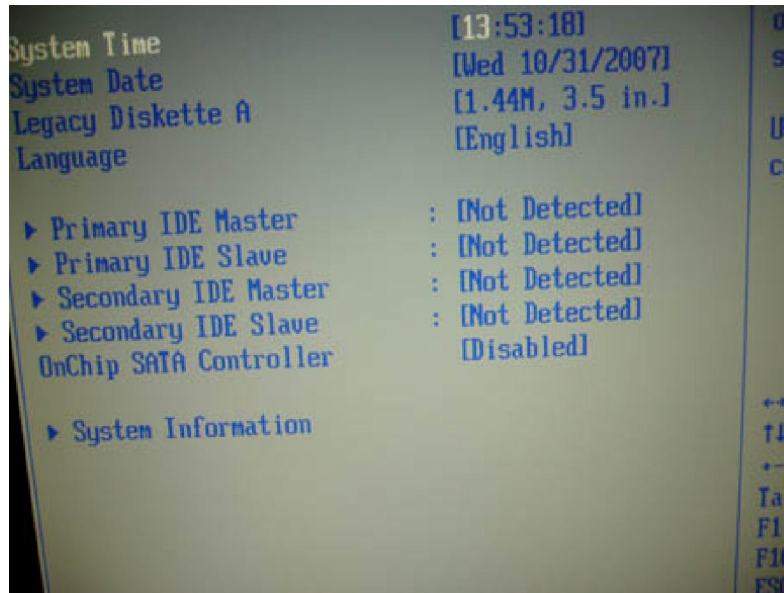 System Time [13:53:18]
System Date [Wed 10/31/2007]
Legacy Diskette A [1.44M, 3.5 in.]
Language [English]
▶ Primary IDE Master : [Not Detected]
▶ Primary IDE Slave : [Not Detected]
▶ Secondary IDE Master : [Not Detected]
▶ Secondary IDE Slave : [Not Detected]
OnChip SATA Controller [Disabled]
▶ System Information
F1